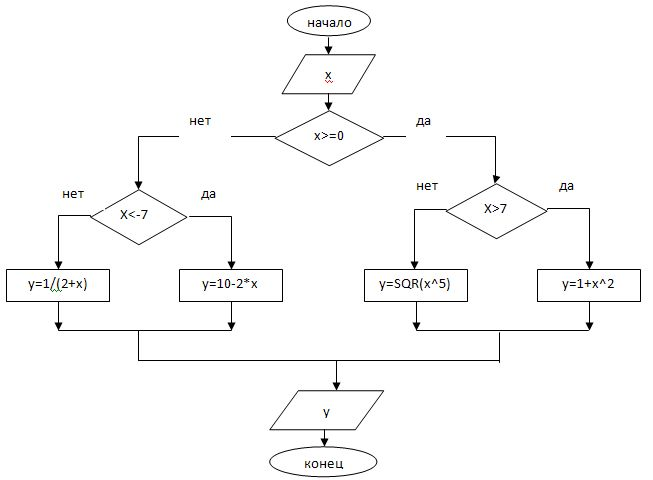 начало
x
нет
да
x>=0
нет
да
нет
да
X<-7
X>7
y=1/(2+x)
y=10-2*x
y=SQR(x^5)
y=1+x^2
y
конец